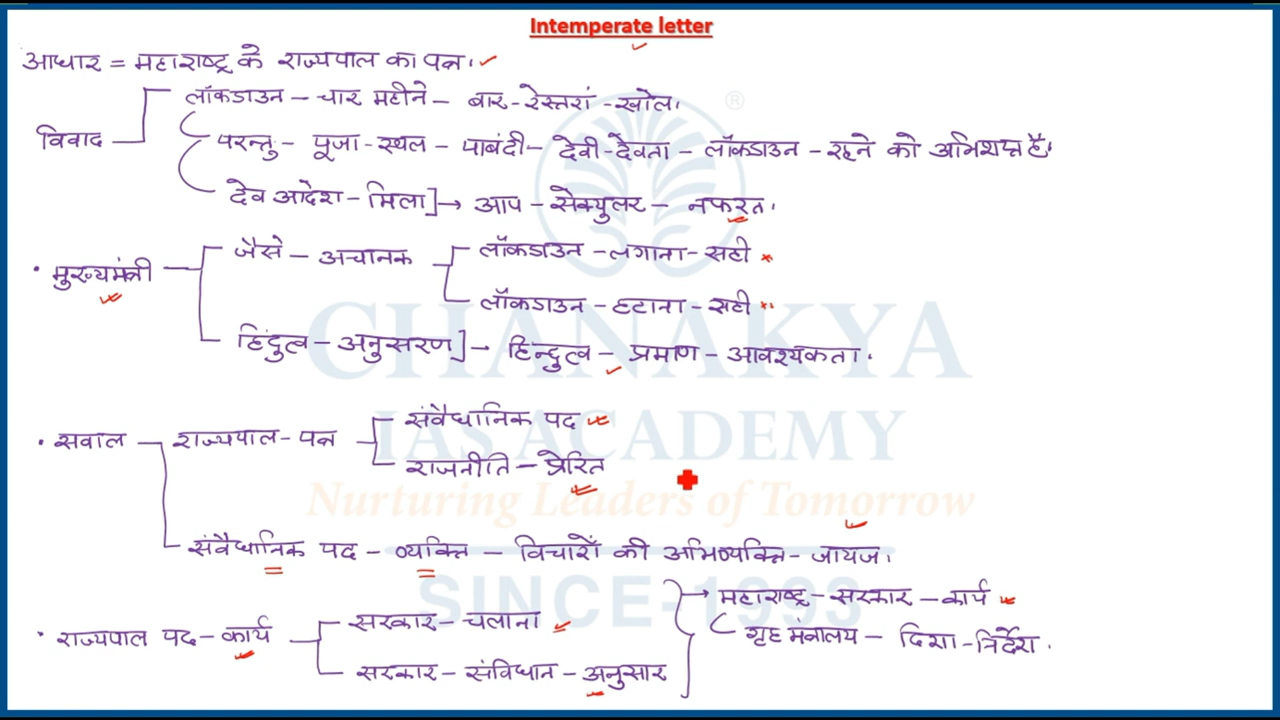 Intemperate letter
आधार = महाराष्ट्र के राज्यपाल का पत्र।
विवाद
लॉकडाउन - चार महीने - बार-रेस्तरां - खोल।
परन्तु - पूजा-स्थल - पाबंदी - देवी-देवता - लॉकडाउन - रहने को अभिशप्त है।
देव आदेश - मिला] → आप - सेक्युलर - नफरत।
• मुख्यमंत्री
जैसे - अचानक
लॉकडाउन - लगाना - सही
लॉकडाउन - हटाना - सही
हिंदुत्व - अनुसरण] → हिन्दुत्व - प्रमाण - आवश्यकता।
• सवाल
राज्यपाल - पत्र
संवैधानिक पद
राजनीति - प्रेरित
संवैधानिक पद - व्यक्ति - विचारों की अभिव्यक्ति - जायज।
• राज्यपाल पद - कार्य
सरकार - चलाना
सरकार - संविधान - अनुसार
→ महाराष्ट्र - सरकार - कार्य
गृह मंत्रालय - दिशा - निर्देश।
®
CHANAKYA
IAS ACADEMY
Nurturing Leaders of Tomorrow
SINCE-1993